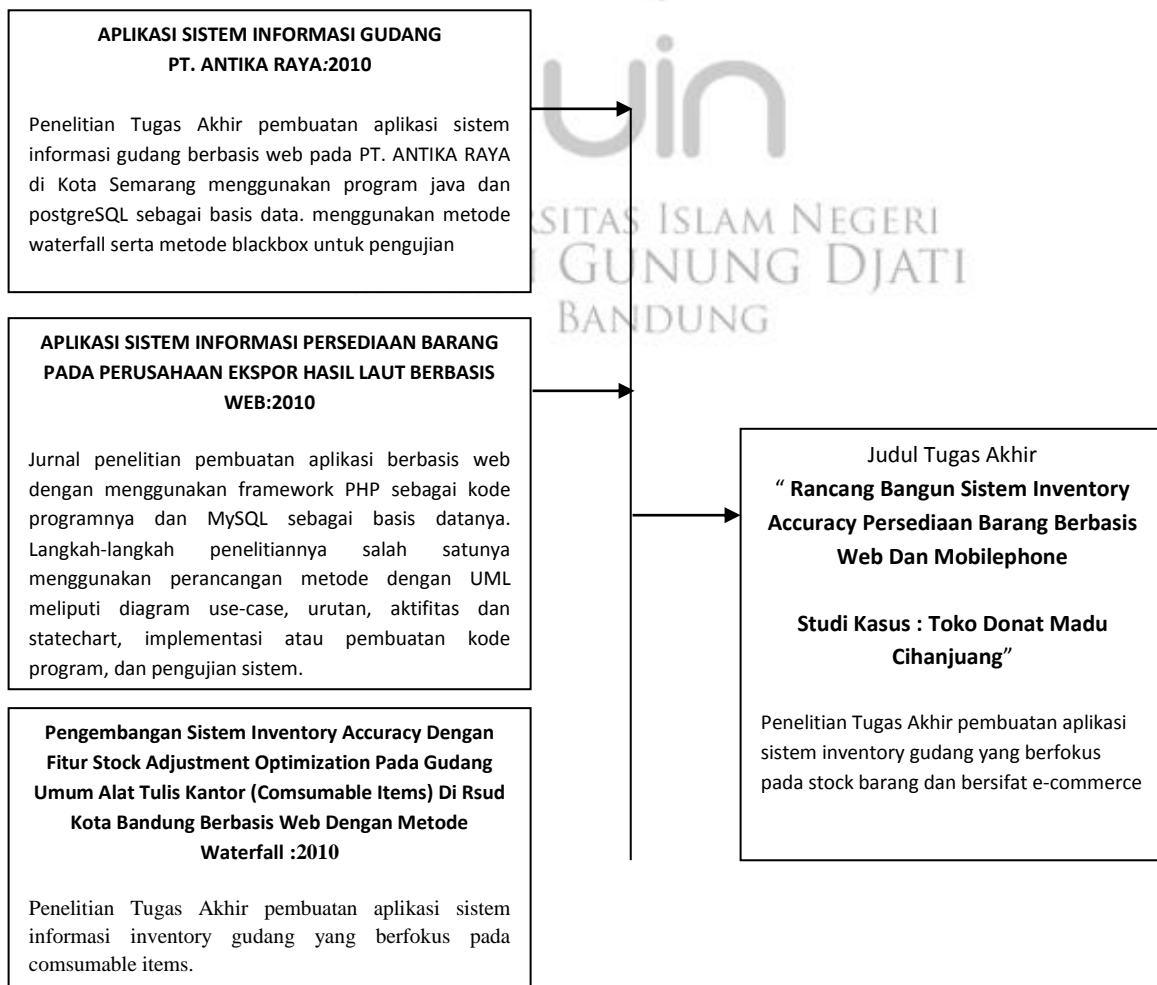 APLIKASI SISTEM INFORMASI GUDANG
PT. ANTIKA RAYA:2010
Penelitian Tugas Akhir pembuatan aplikasi sistem
informasi gudang berbasis web pada PT. ANTIKA RAYA
di Kota Semarang menggunakan program java dan
postgreSQL sebagai basis data. menggunakan metode
waterfall serta metode blackbox untuk pengujian
uin
RSITAS ISLAM NEGERI
GUNUNG DJATI
BANDUNG
APLIKASI SISTEM INFORMASI PERSEDIAAN BARANG
PADA PERUSAHAAN EKSPOR HASIL LAUT BERBASIS
WEB:2010
Jurnal penelitian pembuatan aplikasi berbasis web
dengan menggunakan framework PHP sebagai kode
programnya dan MySQL sebagai basis datanya.
Langkah-langkah penelitiannya salah satunya
menggunakan perancangan metode dengan UML
meliputi diagram use-case, urutan, aktifitas dan
statechart, implementasi atau pembuatan kode
program, dan pengujian sistem.
Pengembangan Sistem Inventory Accuracy Dengan
Fitur Stock Adjustment Optimization Pada Gudang
Umum Alat Tulis Kantor (Comsumable Items) Di Rsud
Kota Bandung Berbasis Web Dengan Metode
Waterfall :2010
Penelitian Tugas Akhir pembuatan aplikasi sistem
informasi inventory gudang yang berfokus pada
comsumable items.
Judul Tugas Akhir
“ Rancang Bangun Sistem Inventory
Accuracy Persediaan Barang Berbasis
Web Dan Mobilephone
Studi Kasus : Toko Donat Madu
Cihanjuang”
Penelitian Tugas Akhir pembuatan aplikasi
sistem inventory gudang yang berfokus
pada stock barang dan bersifat e-commerce